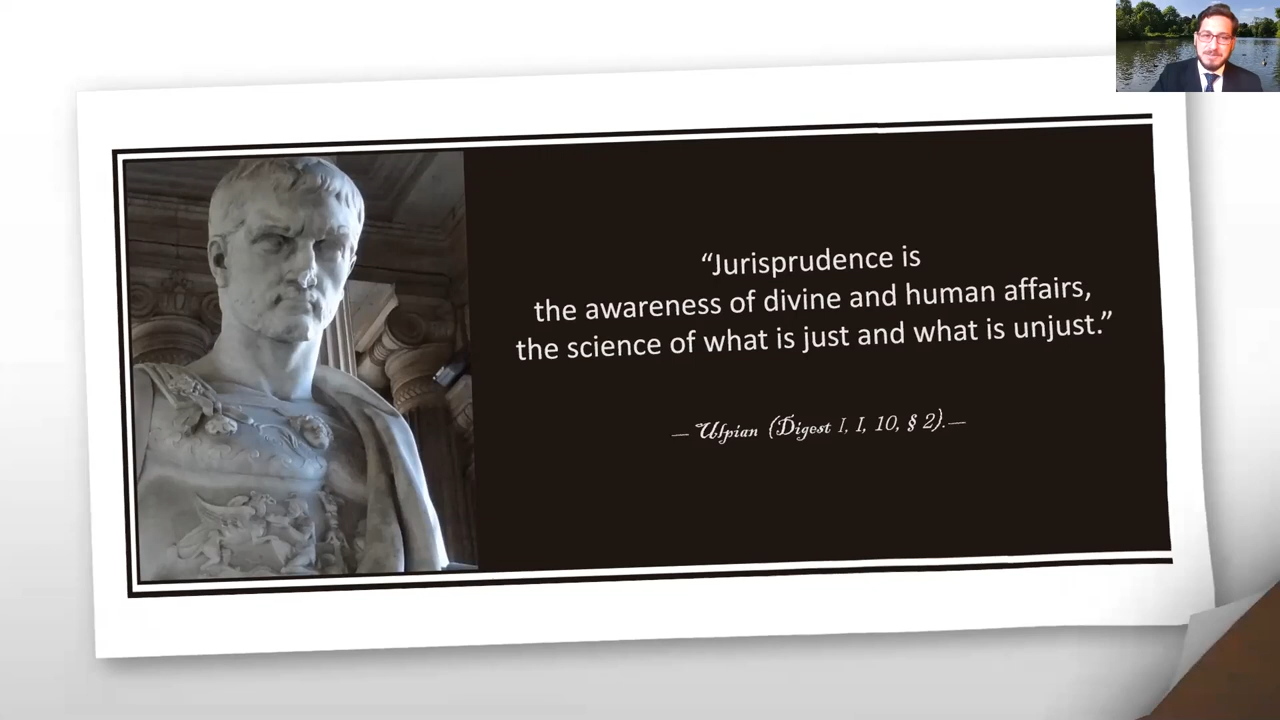 “Jurisprudence is
the awareness of divine and human affairs,
the science of what is just and what is unjust.”
— Ulpian (Digest I, I, 10, § 2).—